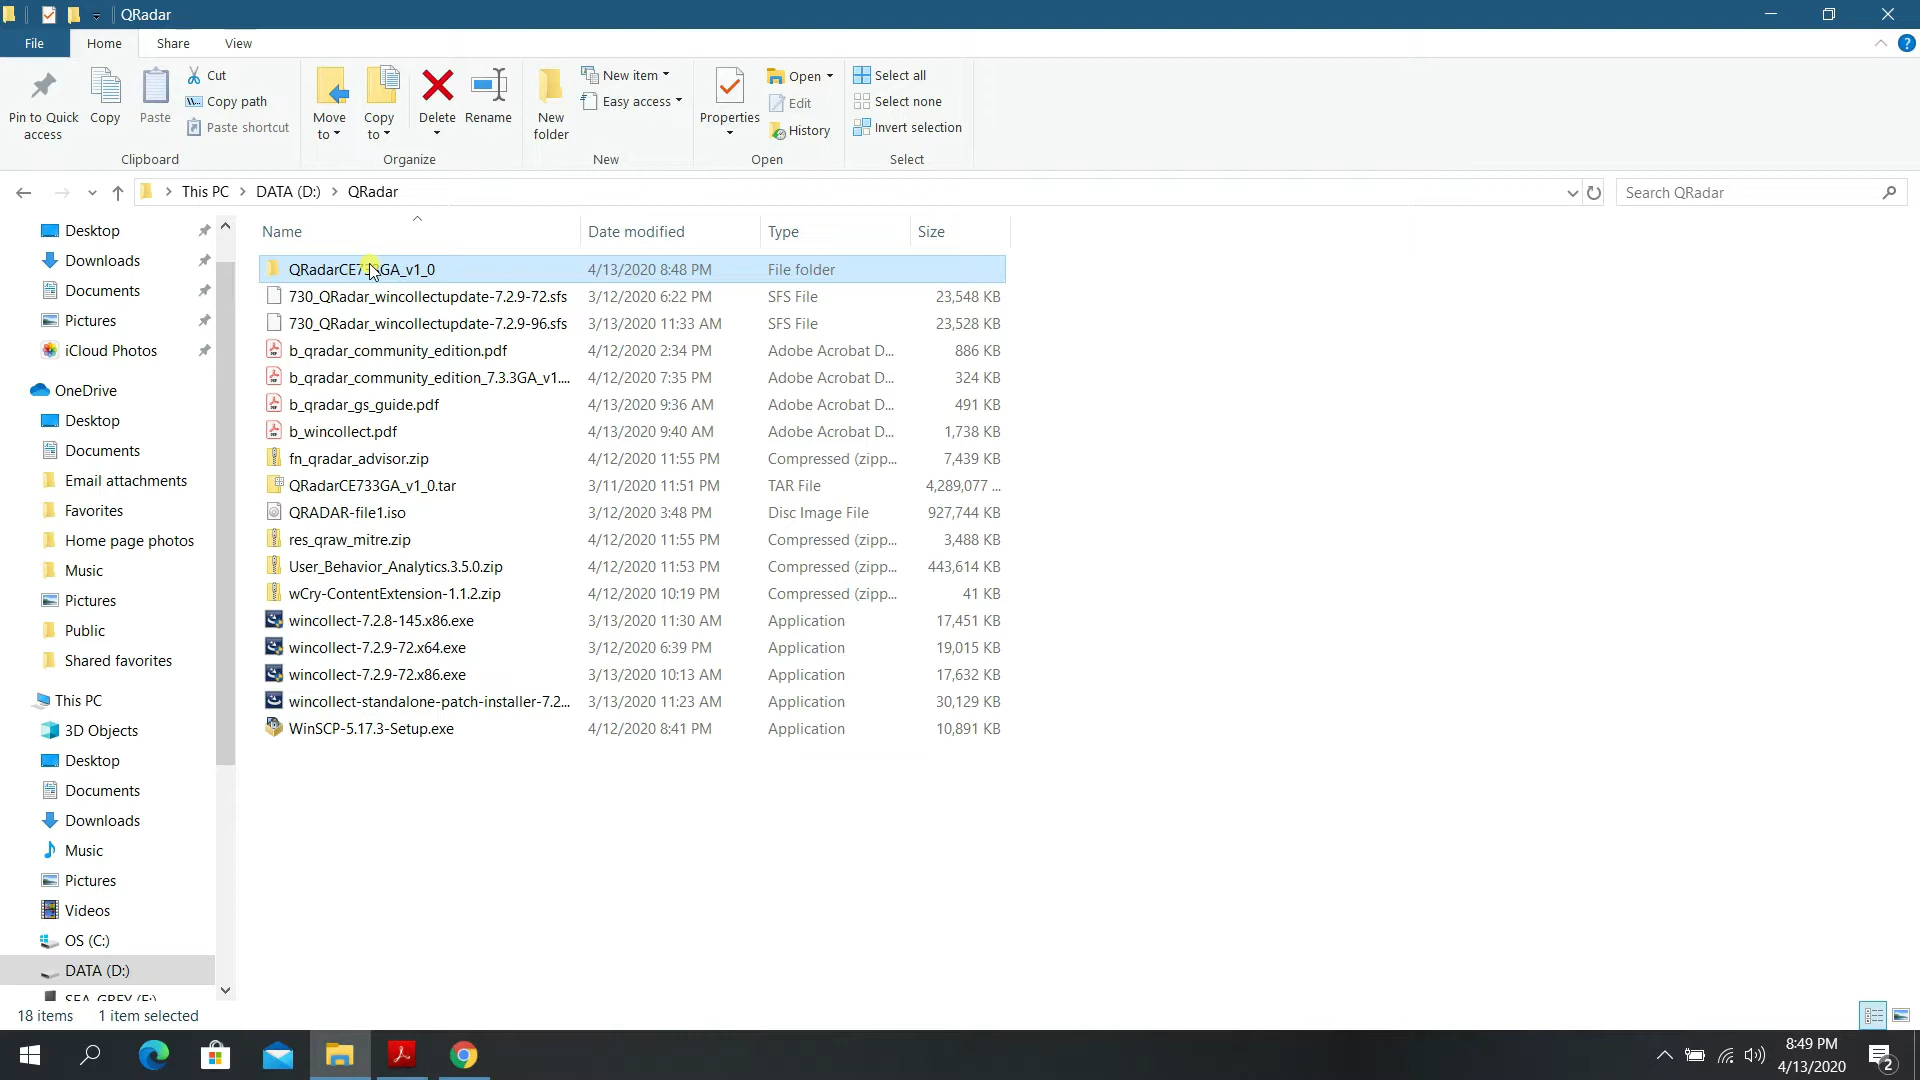 QRadar
File Home Share View
Pin to Quick access
Copy
Paste
Cut
Copy path
Paste shortcut
Clipboard
Move to
Copy to
Delete
Rename
Organize
New folder
New item
Easy access
New
Properties
Open
Edit
History
Open
Select all
Select none
Invert selection
Select
This PC DATA (D:) QRadar
Search QRadar
Desktop
Downloads
Documents
Pictures
iCloud Photos
OneDrive
Desktop
Documents
Email attachments
Favorites
Home page photos
Music
Pictures
Public
Shared favorites
This PC
3D Objects
Desktop
Documents
Downloads
Music
Pictures
Videos
OS (C:)
DATA (D:)
SEA_GREY (E:)
Name Date modified Type Size
QRadarCE733GA_v1_0 4/13/2020 8:48 PM File folder
730_QRadar_wincollectupdate-7.2.9-72.sfs 3/12/2020 6:22 PM SFS File 23,548 KB
730_QRadar_wincollectupdate-7.2.9-96.sfs 3/13/2020 11:33 AM SFS File 23,528 KB
b_qradar_community_edition.pdf 4/12/2020 2:34 PM Adobe Acrobat D... 886 KB
b_qradar_community_edition_7.3.3GA_v1.... 4/12/2020 7:35 PM Adobe Acrobat D... 324 KB
b_qradar_gs_guide.pdf 4/13/2020 9:36 AM Adobe Acrobat D... 491 KB
b_wincollect.pdf 4/13/2020 9:40 AM Adobe Acrobat D... 1,738 KB
fn_qradar_advisor.zip 4/12/2020 11:55 PM Compressed (zipp... 7,439 KB
QRadarCE733GA_v1_0.tar 3/11/2020 11:51 PM TAR File 4,289,077 ...
QRADAR-file1.iso 3/12/2020 3:48 PM Disc Image File 927,744 KB
res_qraw_mitre.zip 4/12/2020 11:55 PM Compressed (zipp... 3,488 KB
User_Behavior_Analytics.3.5.0.zip 4/12/2020 11:53 PM Compressed (zipp... 443,614 KB
wCry-ContentExtension-1.1.2.zip 4/12/2020 10:19 PM Compressed (zipp... 41 KB
wincollect-7.2.8-145.x86.exe 3/13/2020 11:30 AM Application 17,451 KB
wincollect-7.2.9-72.x64.exe 3/12/2020 6:39 PM Application 19,015 KB
wincollect-7.2.9-72.x86.exe 3/13/2020 10:13 AM Application 17,632 KB
wincollect-standalone-patch-installer-7.2... 3/13/2020 11:23 AM Application 30,129 KB
WinSCP-5.17.3-Setup.exe 4/12/2020 8:41 PM Application 10,891 KB
18 items 1 item selected
8:49 PM
4/13/2020
2